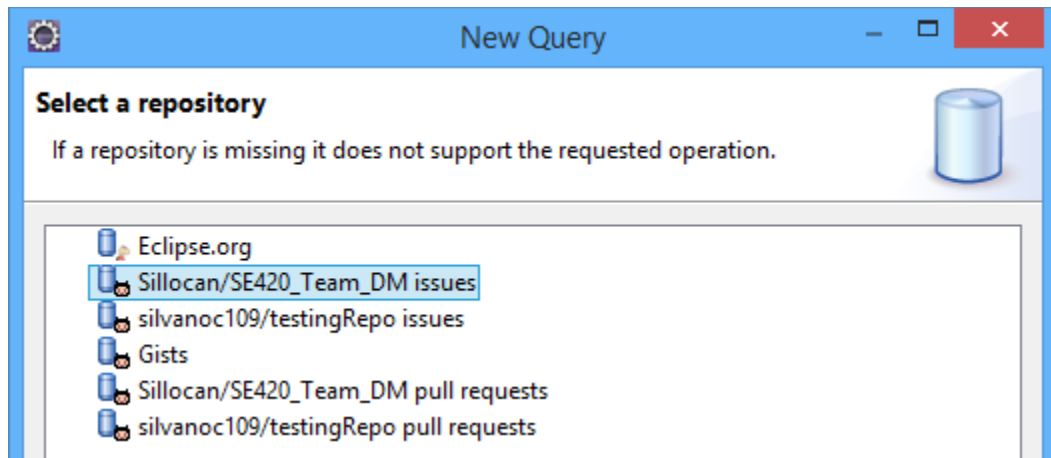 New Query
Select a repository
If a repository is missing it does not support the requested operation.
Eclipse.org
Sillocan/SE420_Team_DM issues
silvanoc109/testingRepo issues
Gists
Sillocan/SE420_Team_DM pull requests
silvanoc109/testingRepo pull requests